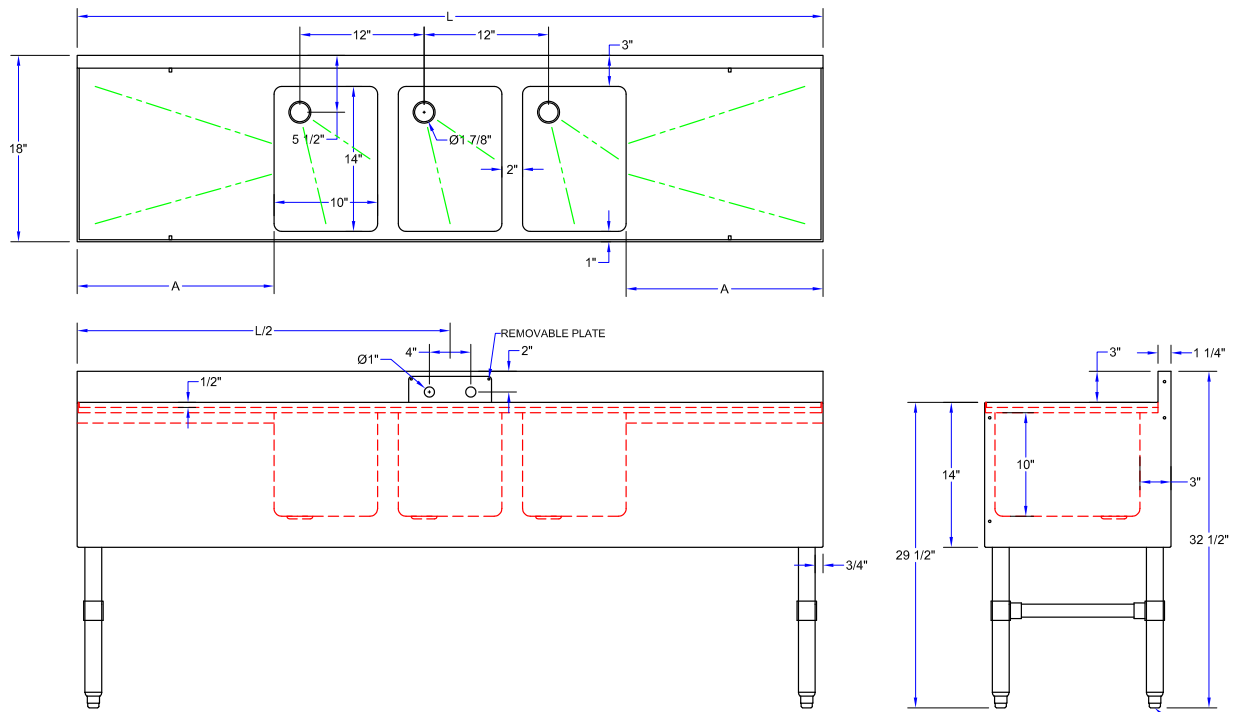 L
12"
12"
3"
5 1/2"
Ø1 7/8"
18"
14"
2"
10"
1"
A
A
L/2
REMOVABLE PLATE
4"
2"
Ø1"
1/2"
3"
1 1/4"
10"
14"
3"
29 1/2"
32 1/2"
3/4"